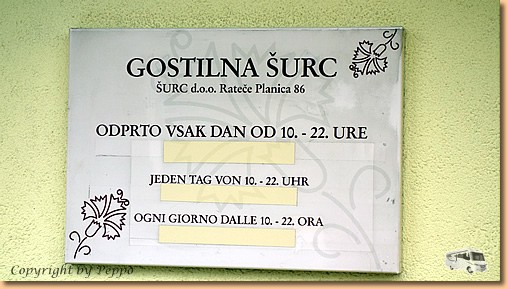 GOSTILNA ŠURC
ŠURC d.o.o. Rateče Planica 86
ODPRTO VSAK DAN OD 10. - 22. URE
JEDEN TAG VON 10. - 22. UHR
OGNI GIORNO DALLE 10. - 22. ORA
Copyright by Peppo